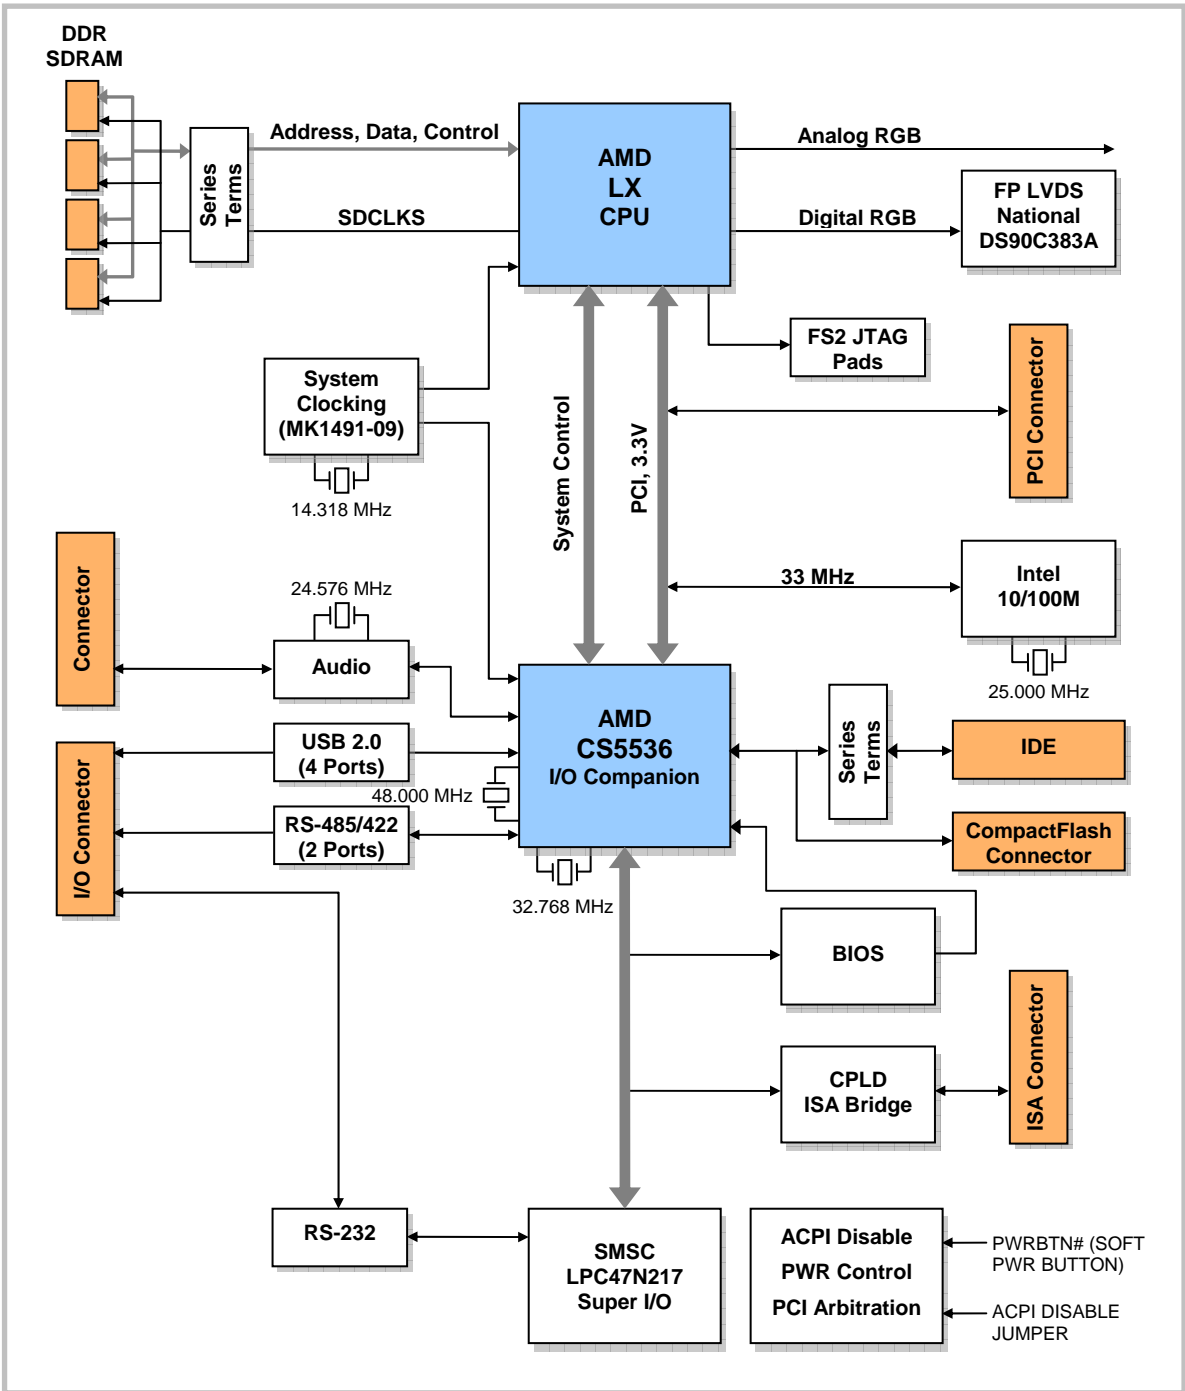 DDR
SDRAM
Series
Terms
Address, Data, Control
SDCLKS
AMD
LX
CPU
Analog RGB
Digital RGB
FP LVDS
National
DS90C383A
FS2 JTAG
Pads
System
Clocking
(MK1491-09)
14.318 MHz
System Control
PCI, 3.3V
PCI Connector
33 MHz
Intel
10/100M
25.000 MHz
Connector
24.576 MHz
Audio
I/O Connector
USB 2.0
(4 Ports)
48.000 MHz
RS-485/422
(2 Ports)
AMD
CS5536
I/O Companion
32.768 MHz
Series
Terms
IDE
CompactFlash
Connector
BIOS
CPLD
ISA Bridge
ISA Connector
RS-232
SMSC
LPC47N217
Super I/O
ACPI Disable
PWR Control
PCI Arbitration
PWRBTN# (SOFT
PWR BUTTON)
ACPI DISABLE
JUMPER